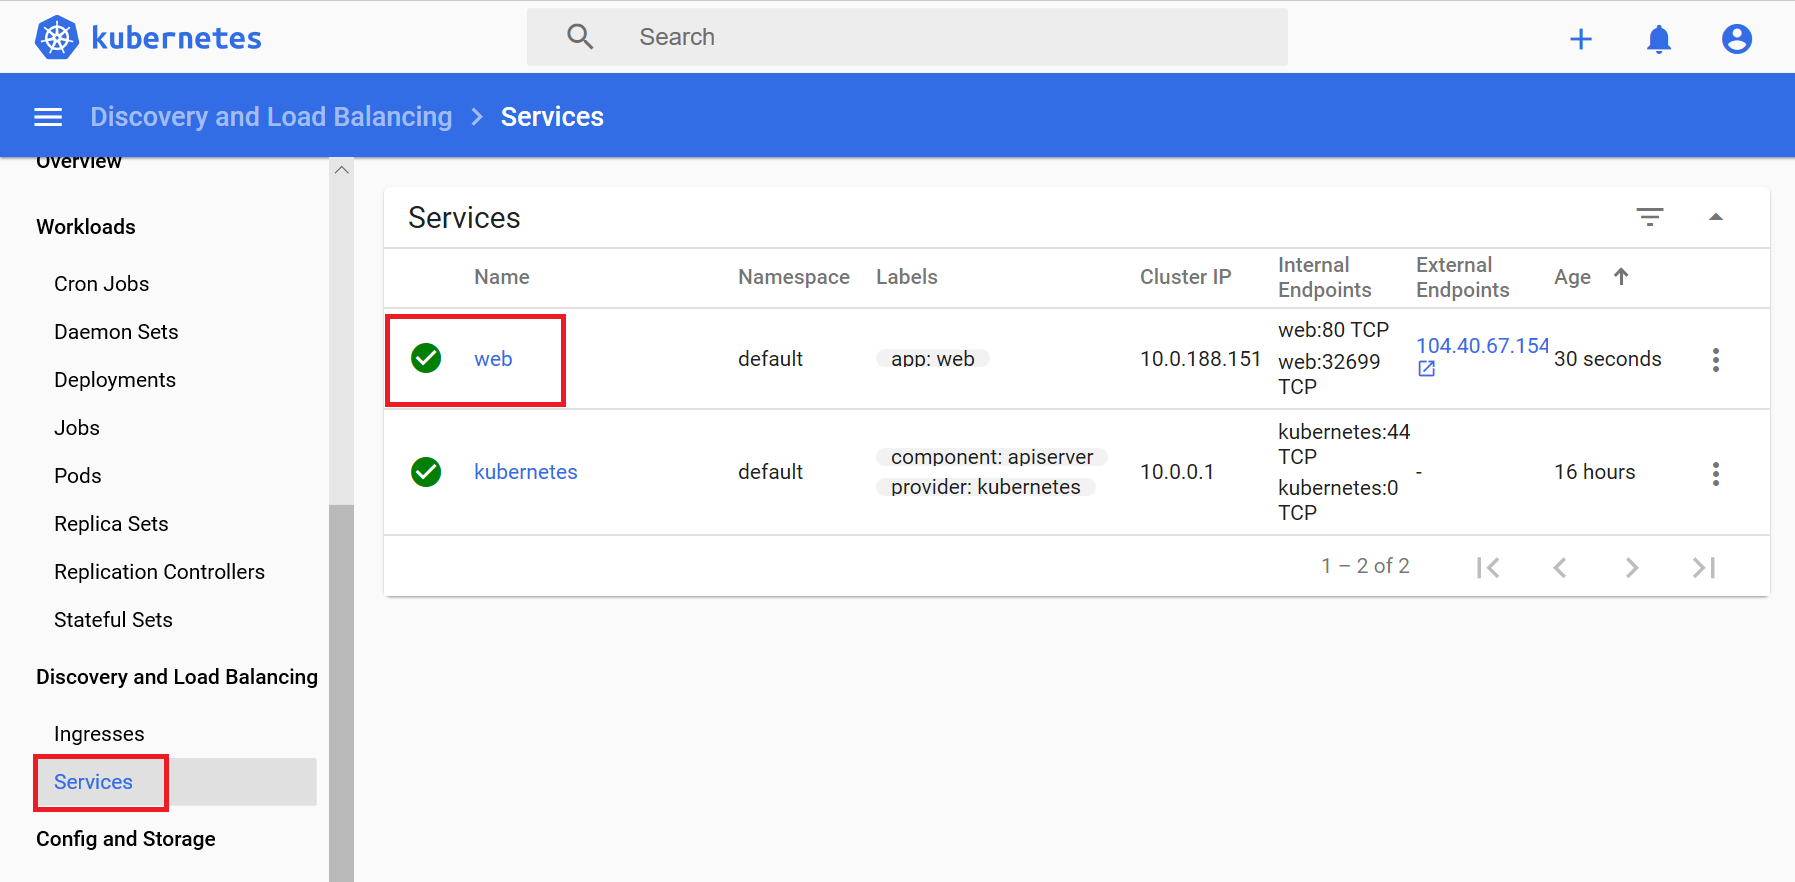 kubernetes
Search
Discovery and Load Balancing > Services
Overview
Workloads
Cron Jobs
Daemon Sets
Deployments
Jobs
Pods
Replica Sets
Replication Controllers
Stateful Sets
Discovery and Load Balancing
Ingresses
Services
Config and Storage
Services
Name Namespace Labels Cluster IP Internal Endpoints External Endpoints Age
web default app: web 10.0.188.151 web:80 TCP
web:32699 TCP
104.40.67.154 30 seconds
kubernetes default component: apiserver
provider: kubernetes
10.0.0.1 kubernetes:44 TCP
kubernetes:0 TCP
- 16 hours
1 – 2 of 2